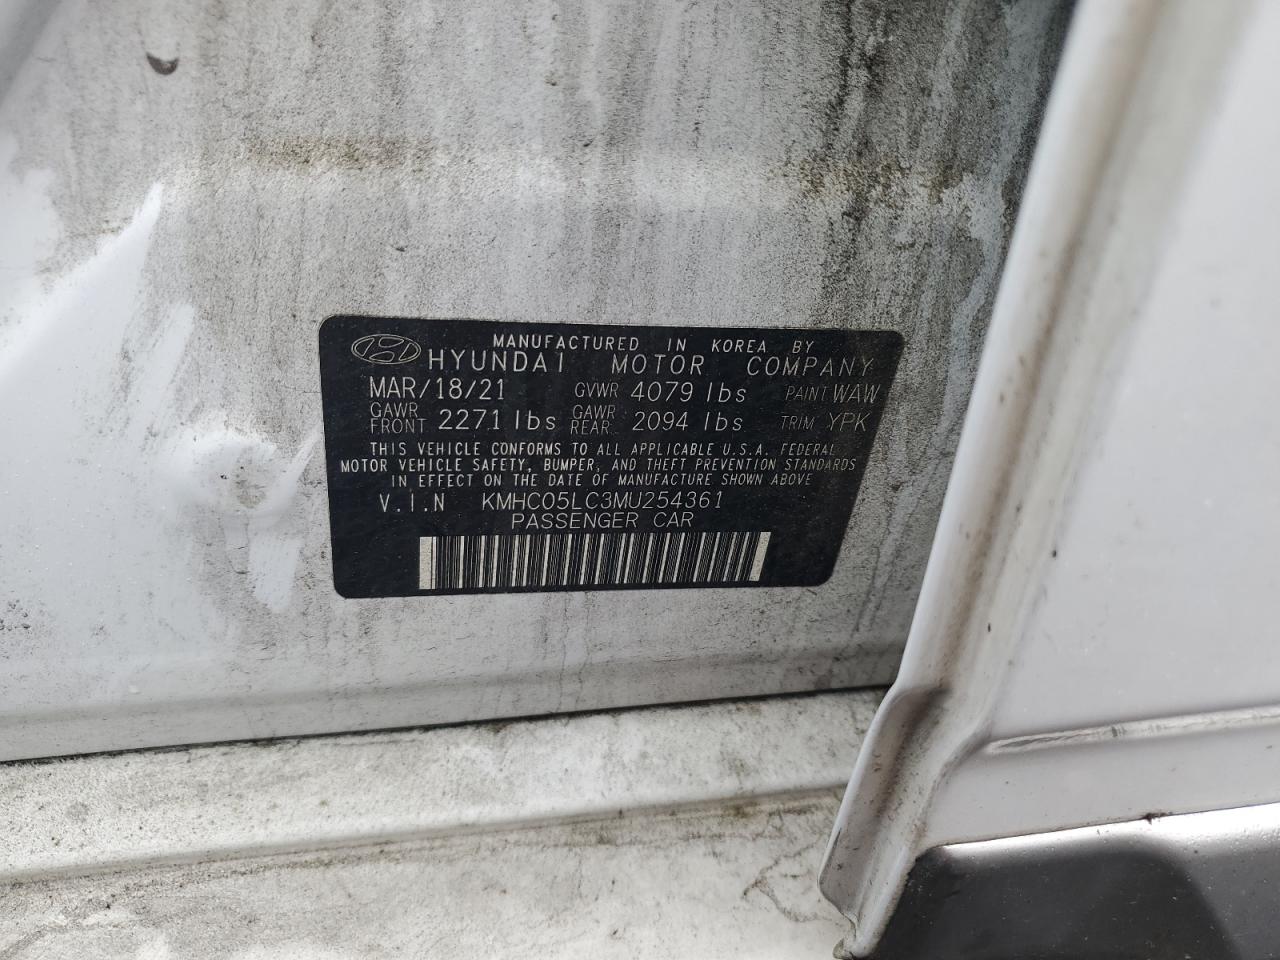 MANUFACTURED IN KOREA BY
HYUNDAI MOTOR COMPANY
MAR/18/21 GVWR 4079 lbs PAINT WAW
GAWR FRONT 2271 lbs GAWR REAR: 2094 lbs TRIM YPK
THIS VEHICLE CONFORMS TO ALL APPLICABLE U.S.A. FEDERAL
MOTOR VEHICLE SAFETY, BUMPER, AND THEFT PREVENTION STANDARDS
IN EFFECT ON THE DATE OF MANUFACTURE SHOWN ABOVE
V.I.N KMHC05LC3MU254361
PASSENGER CAR